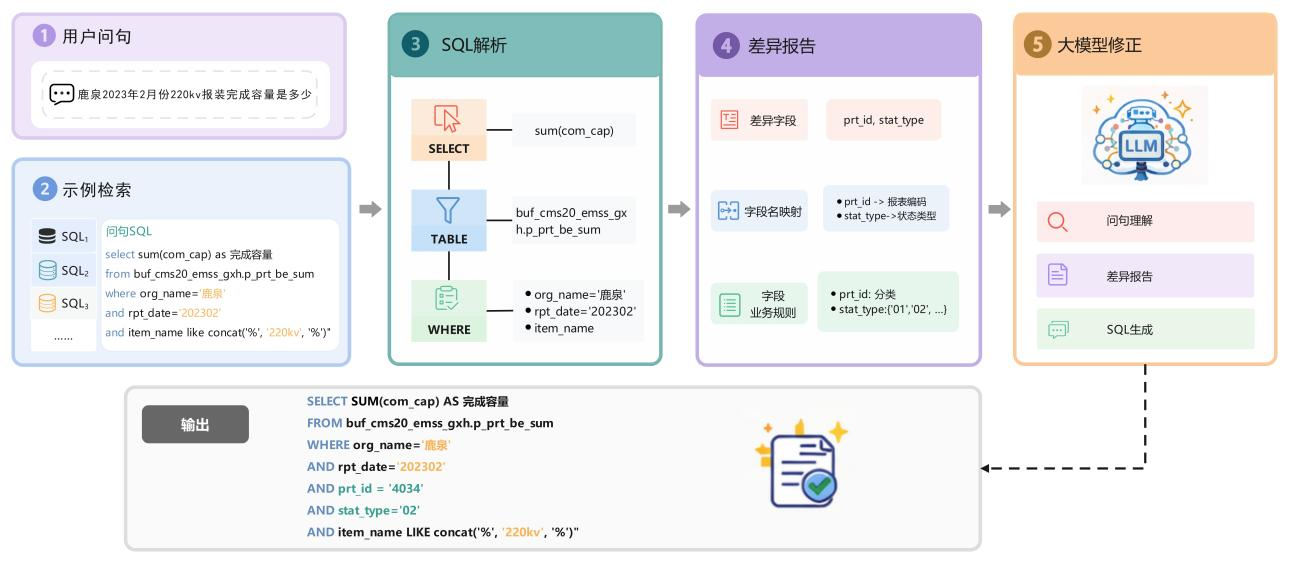 1 用户问句
鹿泉2023年2月份220kv报装完成容量是多少
2 示例检索
SQL1
SQL2
SQL3
......
问句SQL
select sum(com_cap) as 完成容量
from buf_cms20_emss_gxh.p_prt_be_sum
where org_name='鹿泉'
and rpt_date='202302'
and item_name like concat('%', '220kv', '%')"
3 SQL解析
SELECT
sum(com_cap)
TABLE
buf_cms20_emss_gx
h.p_prt_be_sum
WHERE
• org_name='鹿泉'
• rpt_date='202302'
• item_name
4 差异报告
差异字段
prt_id, stat_type
字段名映射
• prt_id -> 报表编码
• stat_type->状态类型
字段
业务规则
• prt_id: 分类
• stat_type:{'01','02', ...}
5 大模型修正
LLM
问句理解
差异报告
SQL生成
输出
SELECT SUM(com_cap) AS 完成容量
FROM buf_cms20_emss_gxh.p_prt_be_sum
WHERE org_name='鹿泉'
AND rpt_date='202302'
AND prt_id = '4034'
AND stat_type='02'
AND item_name LIKE concat('%', '220kv', '%')"